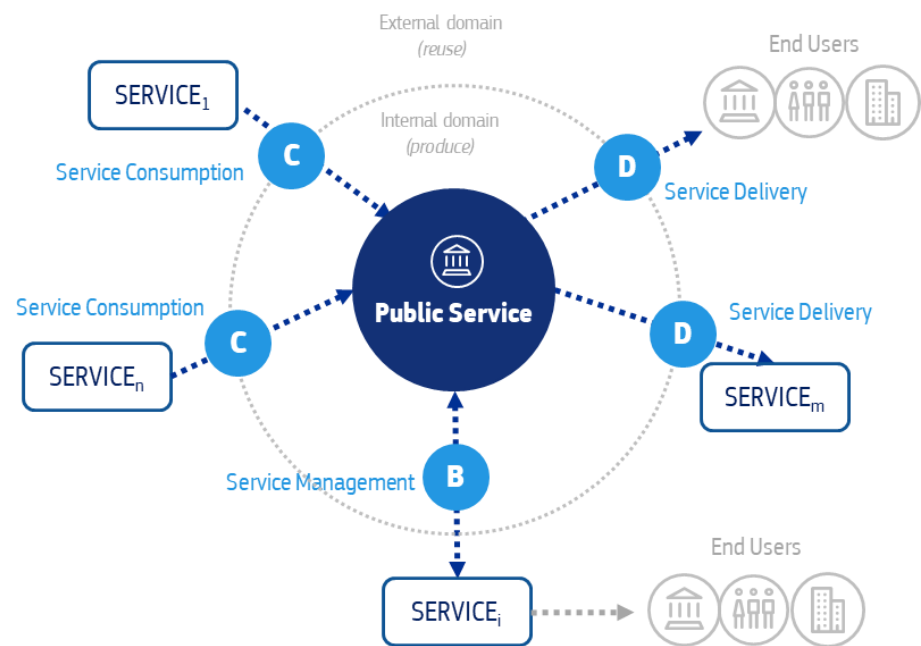 External domain
(reuse)
End Users
SERVICE1
Internal domain
(produce)
C
D
Service Consumption
Service Delivery
Service Consumption
Public Service
Service Delivery
C
D
SERVICEn
SERVICEm
Service Management
B
End Users
SERVICEi